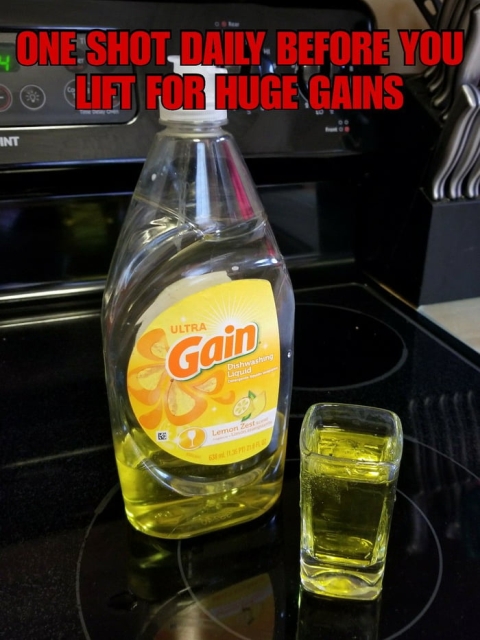 ONE SHOT DAILY BEFORE YOU
LIFT FOR HUGE GAINS
ULTRA
Gain
Dishwashing
Liquid
Lemon Zest